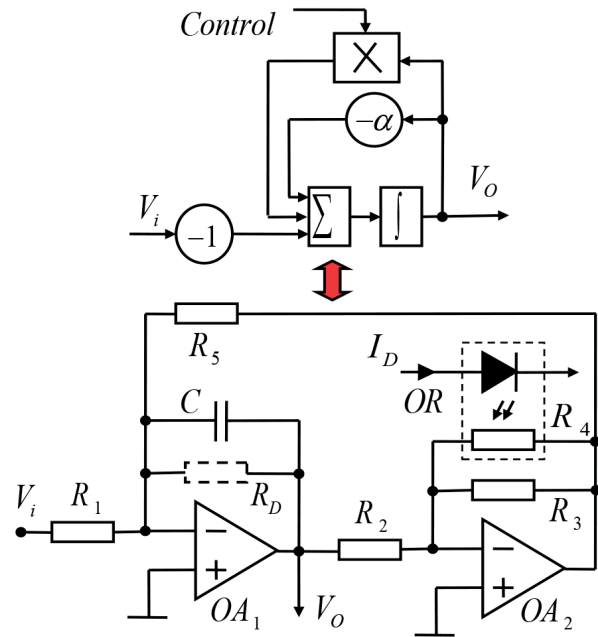 Control
×
−α
V_O
V_i
−1
Σ
∫
R_5
I_D
OR
R_4
C
R_D
R_3
V_i
R_1
R_2
−
+
OA_1
V_O
−
+
OA_2